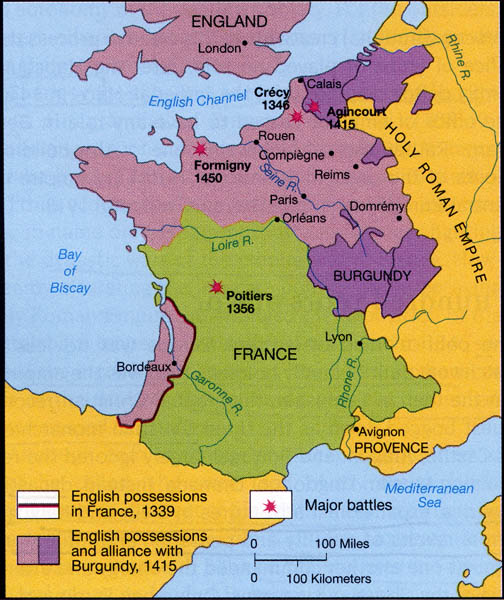 ENGLAND
London
Rhine R.
Calais
English Channel
Crécy
1346
Agincourt
1415
Rouen
Formigny
1450
Compiègne
Reims
HOLY ROMAN EMPIRE
Seine R.
Paris
Domrémy
Orléans
Loire R.
Bay
of
Biscay
BURGUNDY
Poitiers
1356
Lyon
FRANCE
Bordeaux
Garonne R.
Rhone R.
Avignon
PROVENCE
Mediterranean
Sea
English possessions
in France, 1339
Major battles
English possessions
and alliance with
Burgundy, 1415
0 100 Miles
0 100 Kilometers